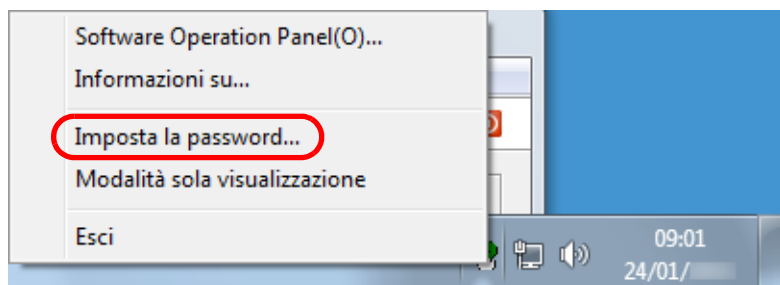 Software Operation Panel(O)...
Informazioni su...
Imposta la password...
Modalità sola visualizzazione
Esci
09:01
24/01/